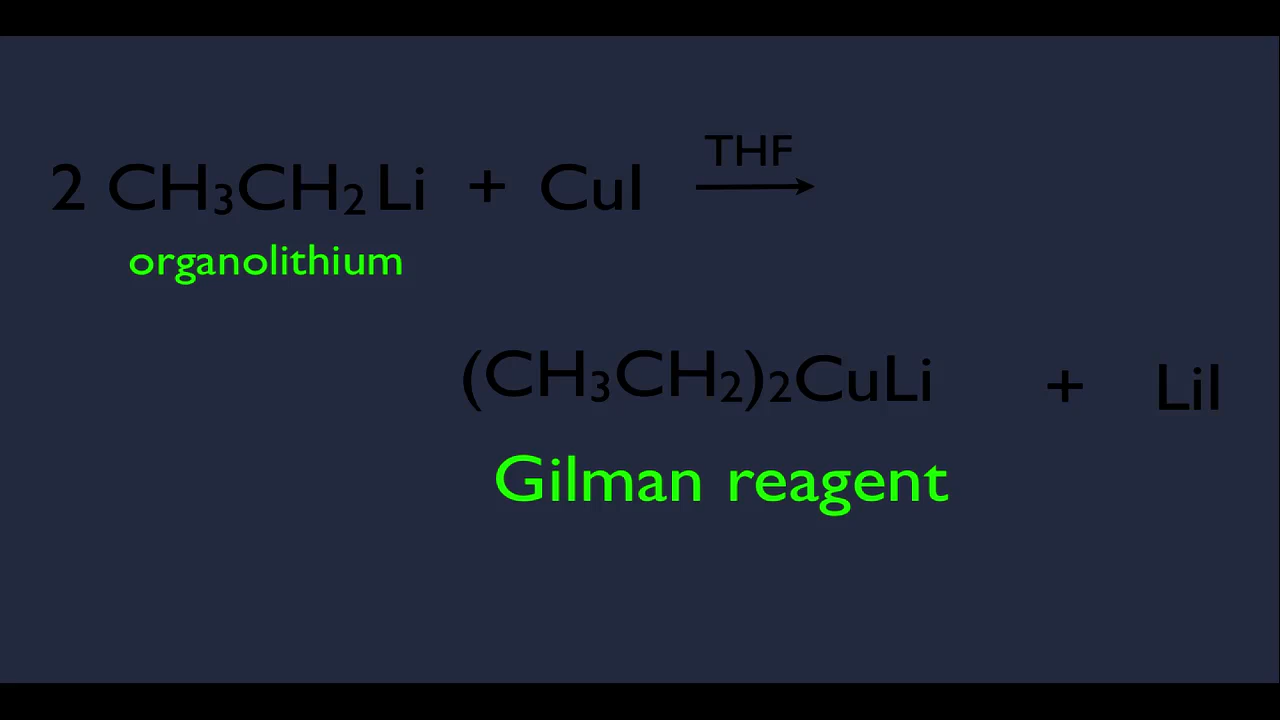 THF
2 CH₃CH₂Li + CuI
organolithium
(CH₃CH₂)₂CuLi + LiI
Gilman reagent